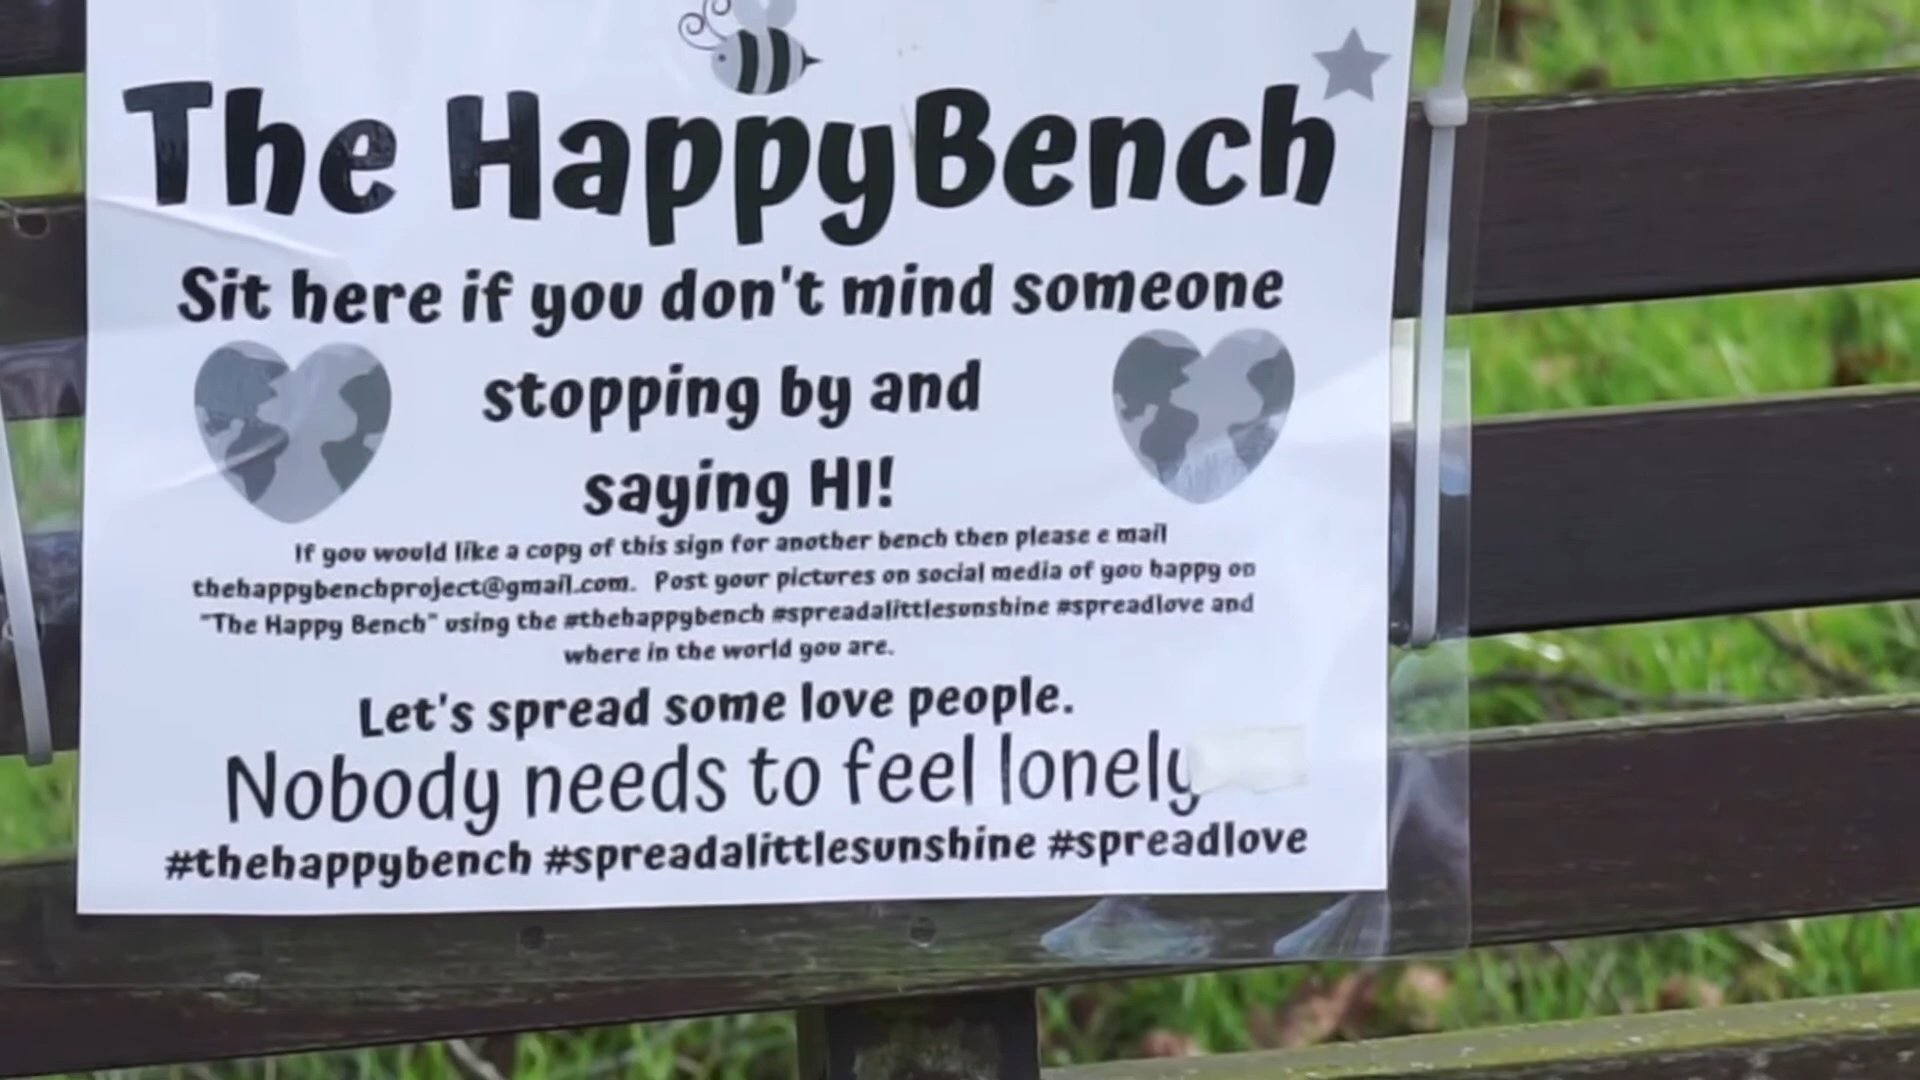 The HappyBench
Sit here if you don't mind someone
stopping by and
saying HI!
If you would like a copy of this sign for another bench then please e mail
thehappybenchproject@gmail.com. Post your pictures on social media of you happy on
"The Happy Bench" using the #thehappybench #spreadalittlesunshine #spreadlove and
where in the world you are.
Let's spread some love people.
Nobody needs to feel lonely
#thehappybench #spreadalittlesunshine #spreadlove